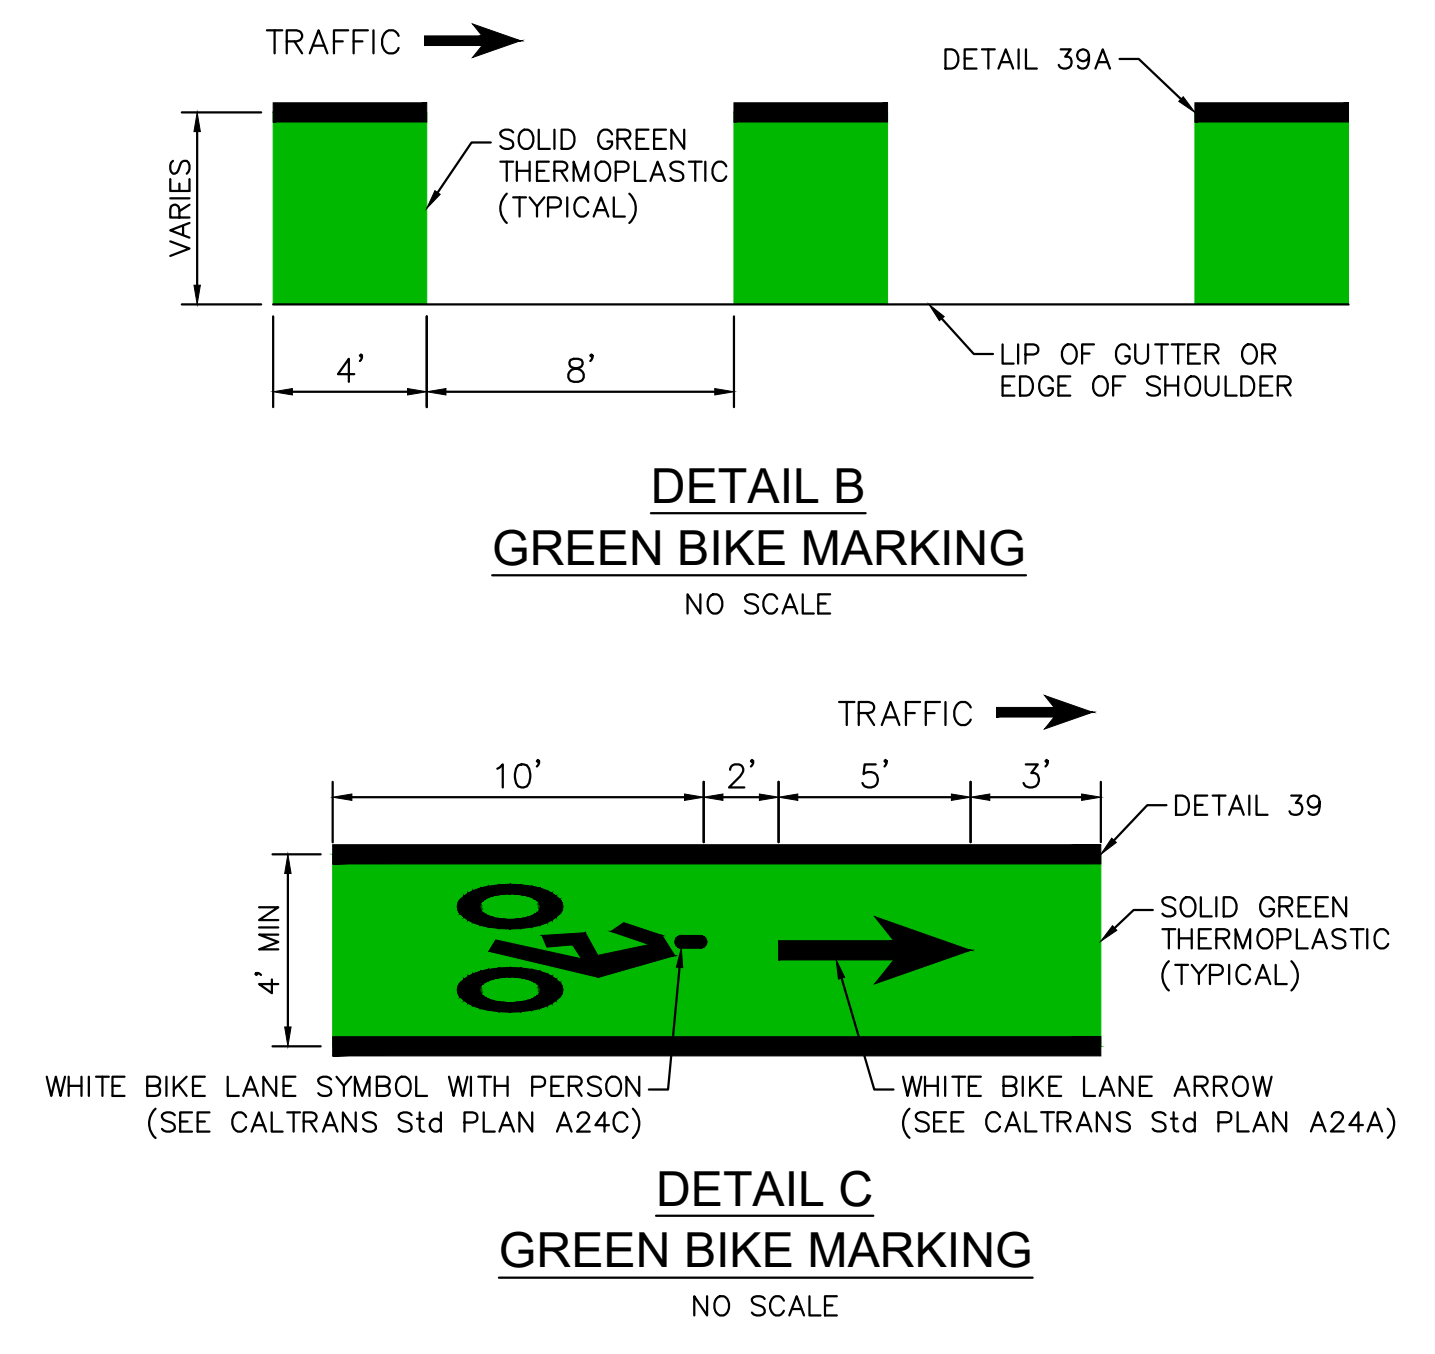 TRAFFIC
DETAIL 39A
SOLID GREEN
THERMOPLASTIC
(TYPICAL)
VARIES
4'
8'
LIP OF GUTTER OR
EDGE OF SHOULDER
DETAIL B
GREEN BIKE MARKING
NO SCALE
TRAFFIC
10'
2'
5'
3'
DETAIL 39
4' MIN
SOLID GREEN
THERMOPLASTIC
(TYPICAL)
WHITE BIKE LANE SYMBOL WITH PERSON
(SEE CALTRANS Std PLAN A24C)
WHITE BIKE LANE ARROW
(SEE CALTRANS Std PLAN A24A)
DETAIL C
GREEN BIKE MARKING
NO SCALE